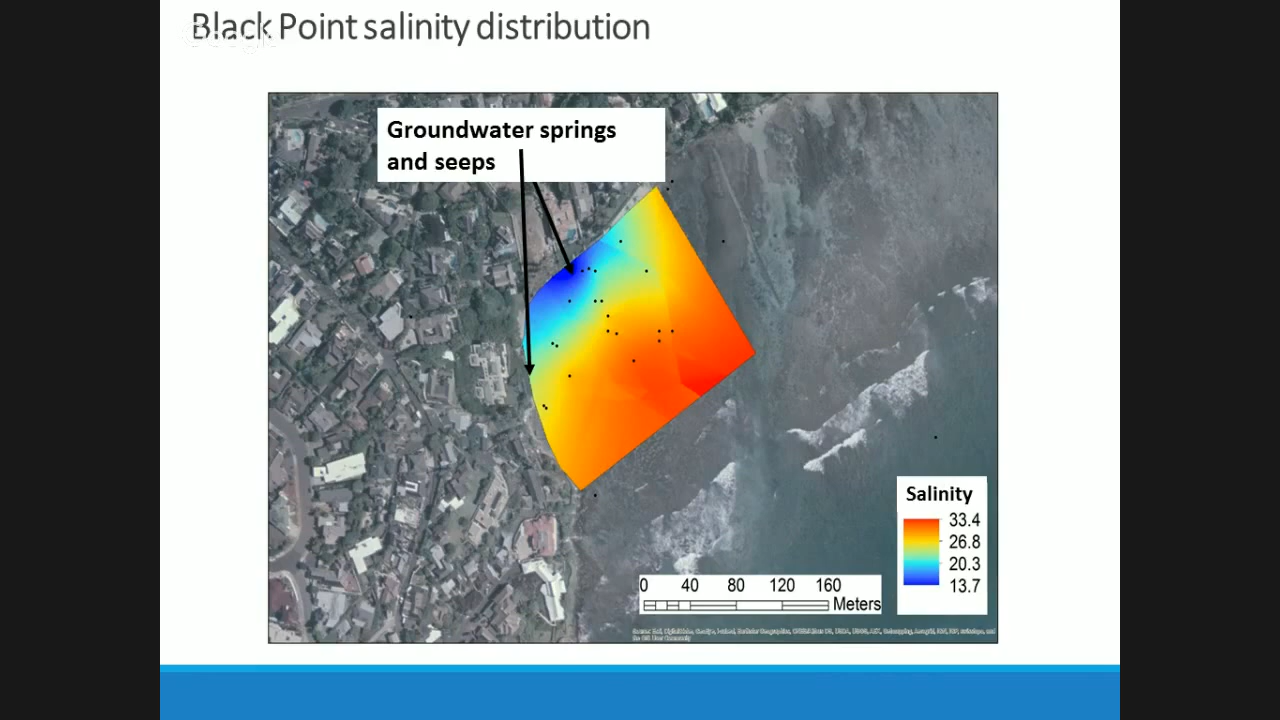 Black Point salinity distribution
Google
Groundwater springs
and seeps
Salinity
33.4
26.8
20.3
13.7
0 40 80 120 160
Meters